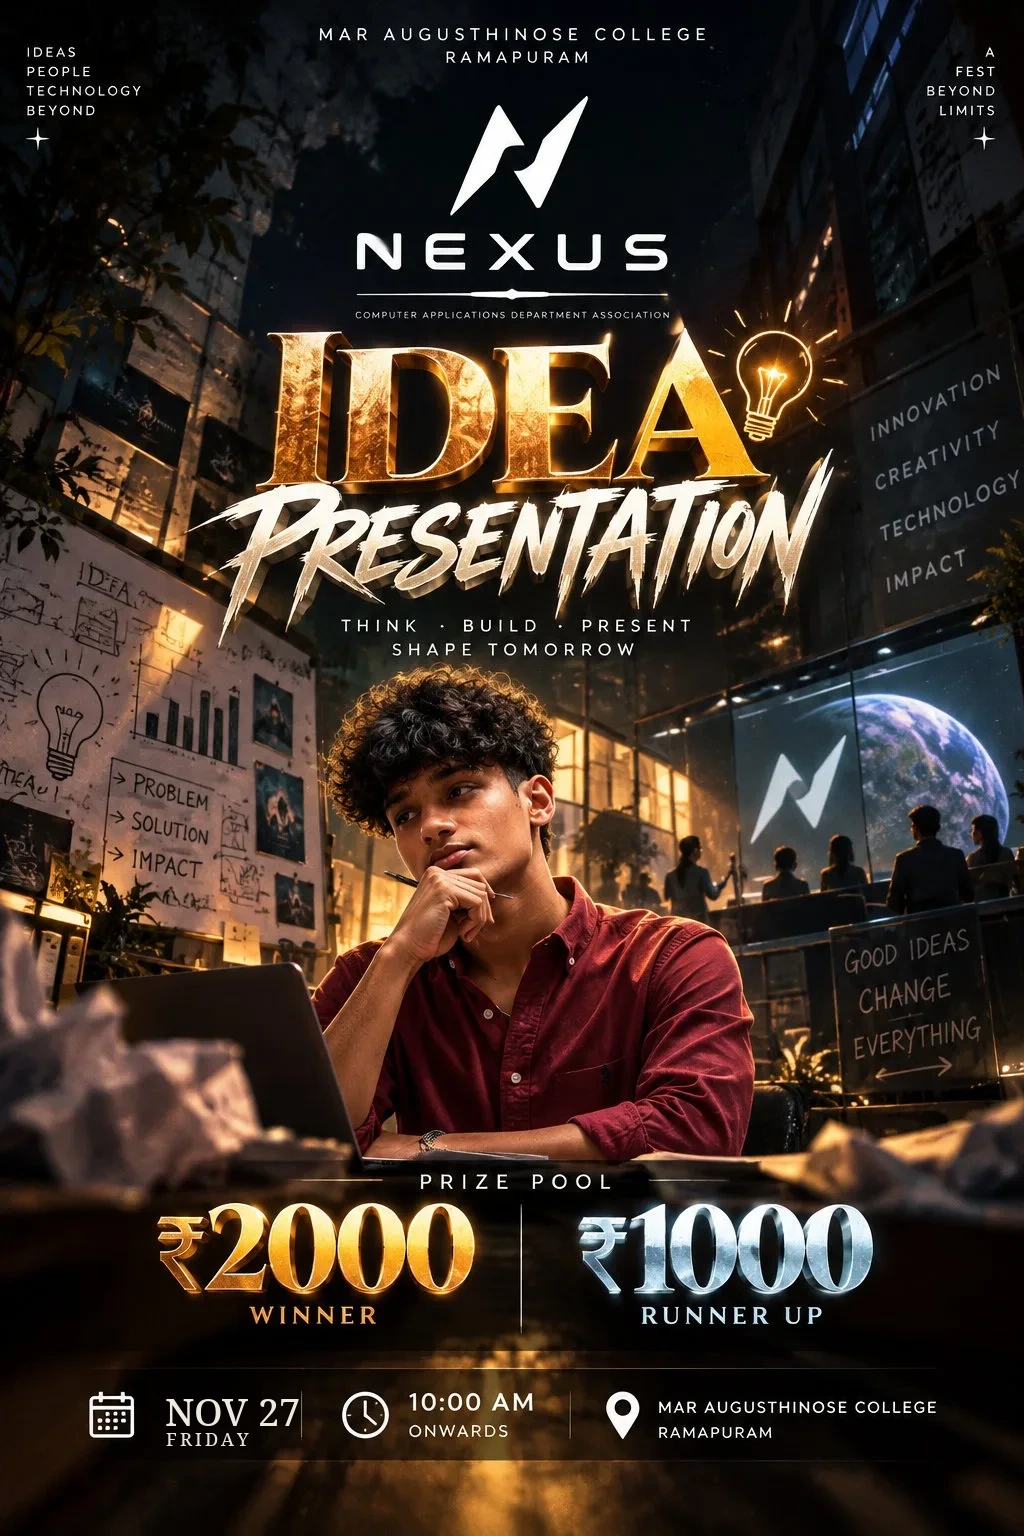 MAR AUGUSTHINOSE COLLEGE
RAMAPURAM
IDEAS
PEOPLE
TECHNOLOGY
BEYOND
A
FEST
BEYOND
LIMITS
NEXUS
COMPUTER APPLICATIONS DEPARTMENT ASSOCIATION
IDEA
PRESENTATION
THINK · BUILD · PRESENT
SHAPE TOMORROW
INNOVATION
CREATIVITY
TECHNOLOGY
IMPACT
IDEA
→ PROBLEM
→ SOLUTION
→ IMPACT
GOOD IDEAS
CHANGE
EVERYTHING
PRIZE POOL
₹2000
WINNER
₹1000
RUNNER UP
NOV 27
FRIDAY
10:00 AM
ONWARDS
MAR AUGUSTHINOSE COLLEGE
RAMAPURAM